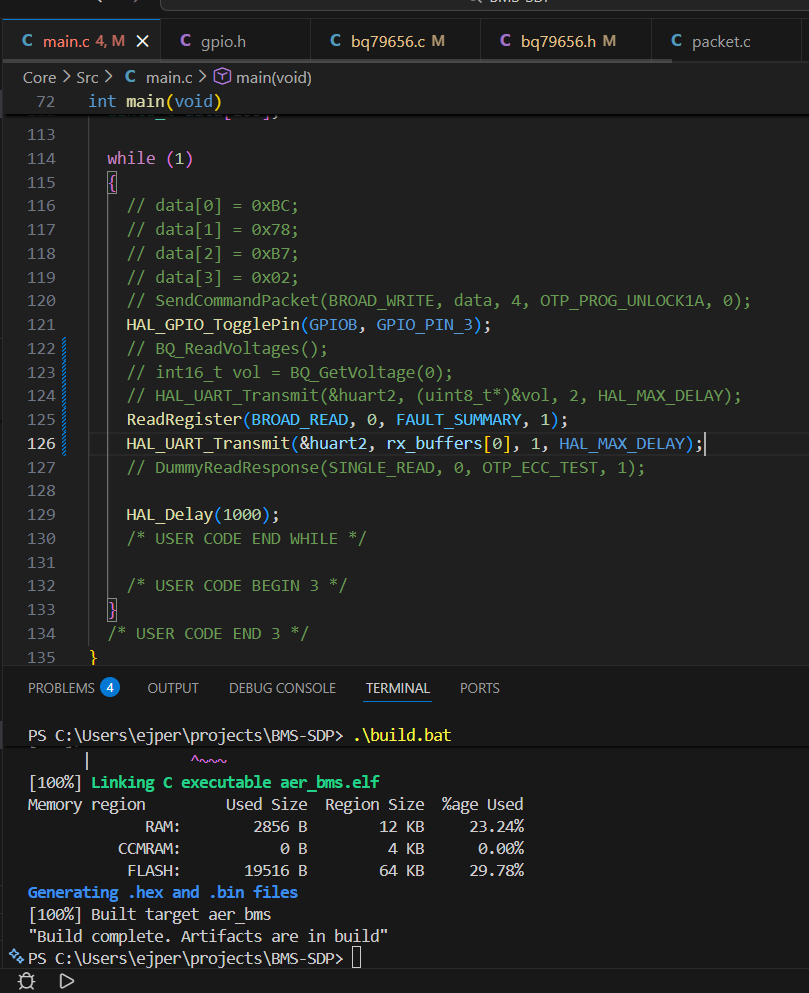 BMS-SDP
C main.c 4, M X C gpio.h C bq79656.c M C bq79656.h M C packet.c
Core > Src > C main.c > main(void)
72 int main(void)
113
114 while (1)
115 {
116 // data[0] = 0xBC;
117 // data[1] = 0x78;
118 // data[2] = 0xB7;
119 // data[3] = 0x02;
120 // SendCommandPacket(BROAD_WRITE, data, 4, OTP_PROG_UNLOCK1A, 0);
121 HAL_GPIO_TogglePin(GPIOB, GPIO_PIN_3);
122 // BQ_ReadVoltages();
123 // int16_t vol = BQ_GetVoltage(0);
124 // HAL_UART_Transmit(&huart2, (uint8_t*)&vol, 2, HAL_MAX_DELAY);
125 ReadRegister(BROAD_READ, 0, FAULT_SUMMARY, 1);
126 HAL_UART_Transmit(&huart2, rx_buffers[0], 1, HAL_MAX_DELAY);
127 // DummyReadResponse(SINGLE_READ, 0, OTP_ECC_TEST, 1);
128
129 HAL_Delay(1000);
130 /* USER CODE END WHILE */
131
132 /* USER CODE BEGIN 3 */
133 }
134 /* USER CODE END 3 */
135 }
PROBLEMS 4 OUTPUT DEBUG CONSOLE TERMINAL PORTS
PS C:\Users\ejper\projects\BMS-SDP> .\build.bat
| ^~~~
[100%] Linking C executable aer_bms.elf
Memory region Used Size Region Size %age Used
RAM: 2856 B 12 KB 23.24%
CCMRAM: 0 B 4 KB 0.00%
FLASH: 19516 B 64 KB 29.78%
Generating .hex and .bin files
[100%] Built target aer_bms
"Build complete. Artifacts are in build"
PS C:\Users\ejper\projects\BMS-SDP>